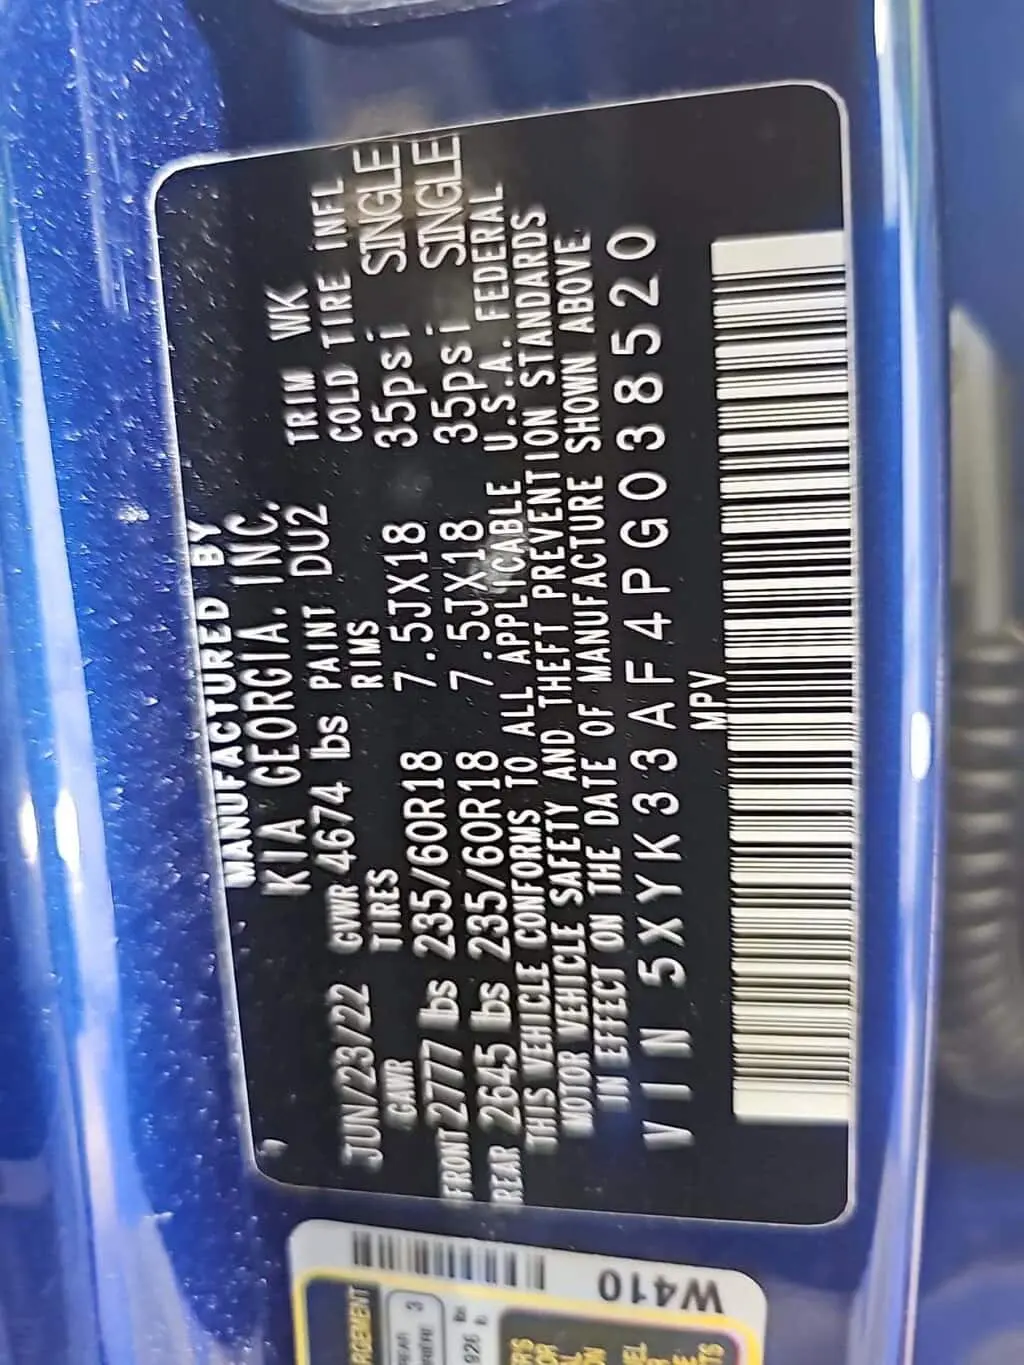 MANUFACTURED BY
KIA GEORGIA. INC.
JUN/23/22 GVWR 4674 lbs PAINT DU2 TRIM WK
GAWR TIRES RIMS COLD TIRE INFL
FRONT 2777 lbs 235/60R18 7.5JX18 35psi SINGLE
REAR 2645 lbs 235/60R18 7.5JX18 35psi SINGLE
THIS VEHICLE CONFORMS TO ALL APPLICABLE U.S.A. FEDERAL
MOTOR VEHICLE SAFETY AND THEFT PREVENTION STANDARDS
IN EFFECT ON THE DATE OF MANUFACTURE SHOWN ABOVE
VIN 5XYK33AF4PG038520
MPV
W410
3
926